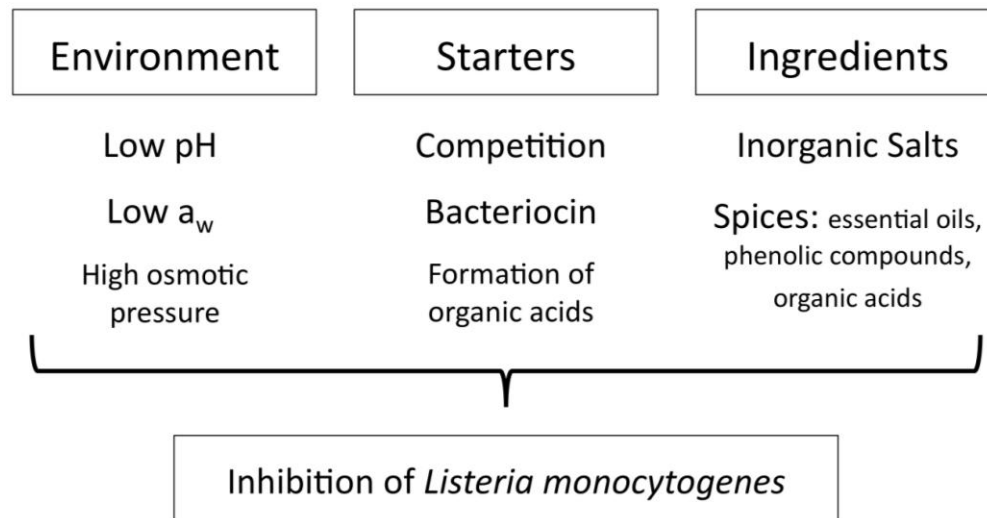 Environment
Starters
Ingredients
Low pH
Low aw
High osmotic
pressure
Competition
Bacteriocin
Formation of
organic acids
Inorganic Salts
Spices: essential oils,
phenolic compounds,
organic acids
Inhibition of Listeria monocytogenes